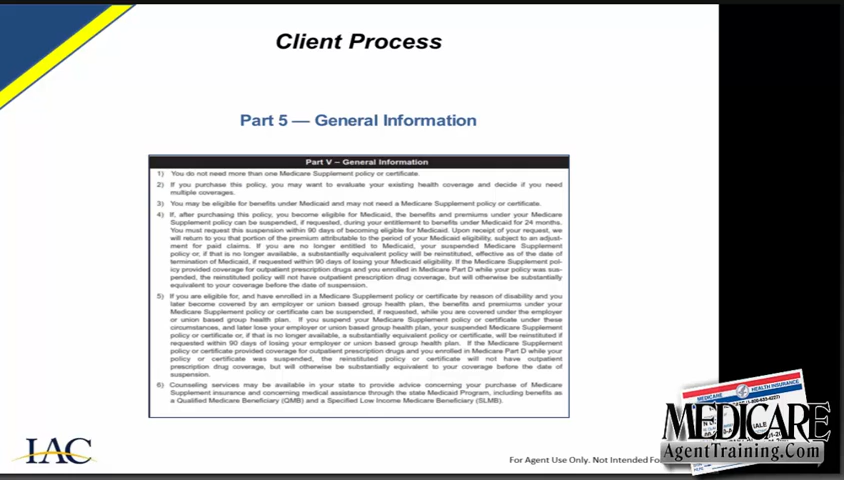 Client Process
Part 5 — General Information
Part V – General Information
1) You do not need more than one Medicare Supplement policy or certificate.
2) If you purchase this policy, you may want to evaluate your existing health coverage and decide if you need
multiple coverages.
3) You may be eligible for benefits under Medicaid and may not need a Medicare Supplement policy or certificate.
4) If, after purchasing this policy, you become eligible for Medicaid, the benefits and premiums under your Medicare
Supplement policy can be suspended, if requested, during your entitlement to benefits under Medicaid for 24 months.
You must request this suspension within 90 days of becoming eligible for Medicaid. Upon receipt of your request, we
will return to you that portion of the premium attributable to the period of your Medicaid eligibility, subject to an adjust-
ment for paid claims. If you are no longer entitled to Medicaid, your suspended Medicare Supplement
policy or, if that is no longer available, a substantially equivalent policy will be reinstituted, effective as of the date of
termination of Medicaid, if requested within 90 days of losing your Medicaid eligibility. If the Medicare Supplement pol-
icy provided coverage for outpatient prescription drugs and you enrolled in Medicare Part D while your policy was sus-
pended, the reinstituted policy will not have outpatient prescription drug coverage, but will otherwise be substantially
equivalent to your coverage before the date of suspension.
5) If you are eligible for, and have enrolled in a Medicare Supplement policy or certificate by reason of disability and you
later become covered by an employer or union based group health plan, the benefits and premiums under your
Medicare Supplement policy or certificate can be suspended, if requested, while you are covered under the employer
or union based group health plan. If you suspend your Medicare Supplement policy or certificate under these
circumstances, and later lose your employer or union based group health plan, your suspended Medicare Supplement
policy or certificate or, if that is no longer available, a substantially equivalent policy or certificate, will be reinstituted if
requested within 90 days of losing your employer or union based group health plan. If the Medicare Supplement
policy or certificate provided coverage for outpatient prescription drugs and you enrolled in Medicare Part D while your
policy or certificate was suspended, the reinstituted policy or certificate will not have outpatient
prescription drug coverage, but will otherwise be substantially equivalent to your coverage before the date of
suspension.
6) Counseling services may be available in your state to provide advice concerning your purchase of Medicare
Supplement insurance and concerning medical assistance through the state Medicaid Program, including benefits as
a Qualified Medicare Beneficiary (QMB) and a Specified Low Income Medicare Beneficiary (SLMB).
MEDICARE HEALTH INSURANCE
1-800-633-4227)
MEDICARE
AgentTraining.Com
IAC
For Agent Use Only. Not Intended